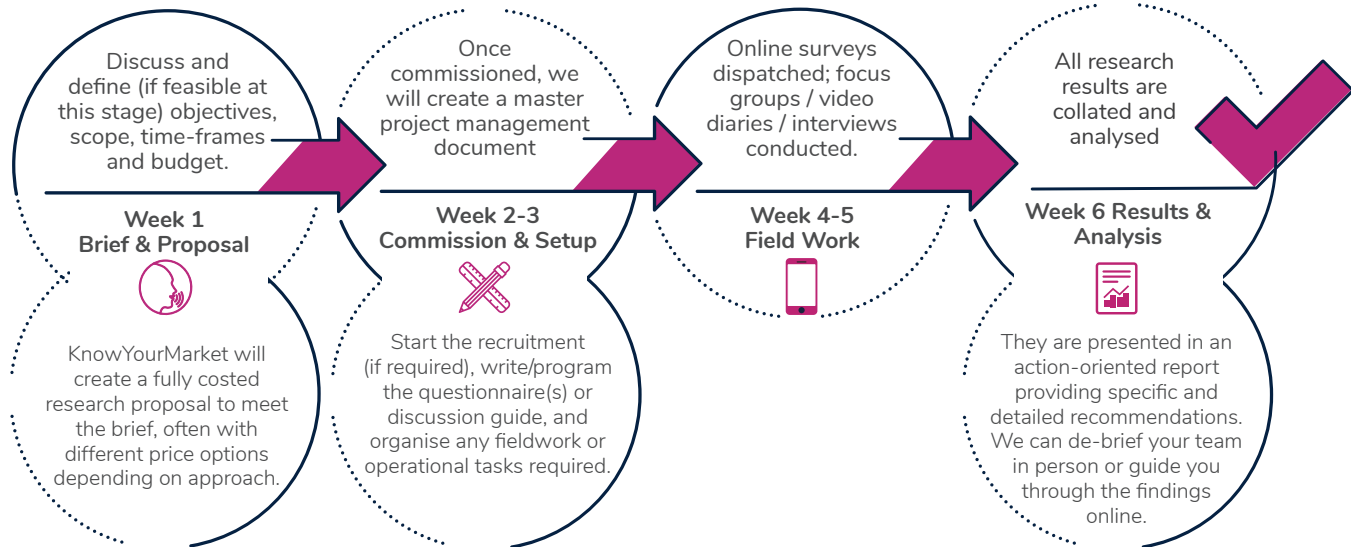 Discuss and
define (if feasible at
this stage) objectives,
scope, time-frames
and budget.
Week 1
Brief & Proposal
KnowYourMarket will
create a fully costed
research proposal to meet
the brief, often with
different price options
depending on approach.
Once
commissioned, we
will create a master
project management
document
Week 2-3
Commission & Setup
Start the recruitment
(if required), write/program
the questionnaire(s) or
discussion guide, and
organise any fieldwork or
operational tasks required.
Online surveys
dispatched; focus
groups / video
diaries / interviews
conducted.
Week 4-5
Field Work
All research
results are
collated and
analysed
Week 6 Results &
Analysis
They are presented in an
action-oriented report
providing specific and
detailed recommendations.
We can de-brief your team
in person or guide you
through the findings
online.